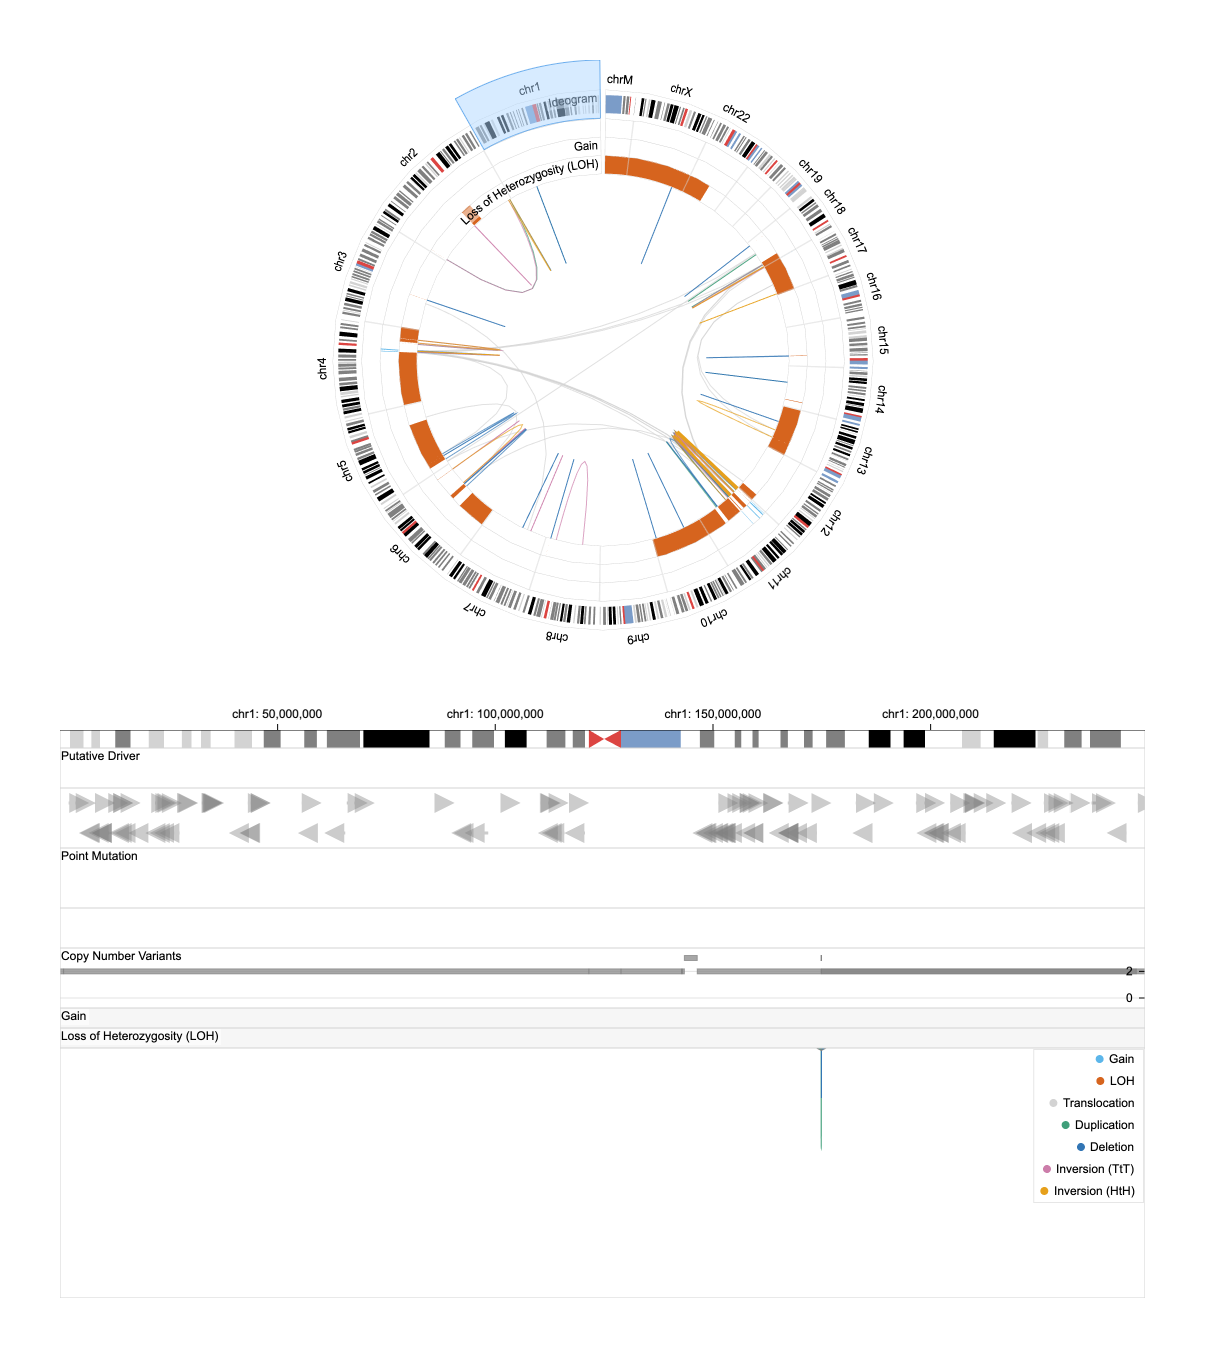 chrM
chrX
chr22
chr1
Ideogram
chr2
Gain
Loss of Heterozygosity (LOH)
chr19
chr18
chr17
chr3
chr16
chr15
chr4
chr14
chr5
chr13
chr12
chr6
chr11
chr7
chr10
chr8
chr9
chr1: 50,000,000
chr1: 100,000,000
chr1: 150,000,000
chr1: 200,000,000
Putative Driver
Point Mutation
Copy Number Variants
2
0
Gain
Loss of Heterozygosity (LOH)
Gain
LOH
Translocation
Duplication
Deletion
Inversion (TtT)
Inversion (HtH)